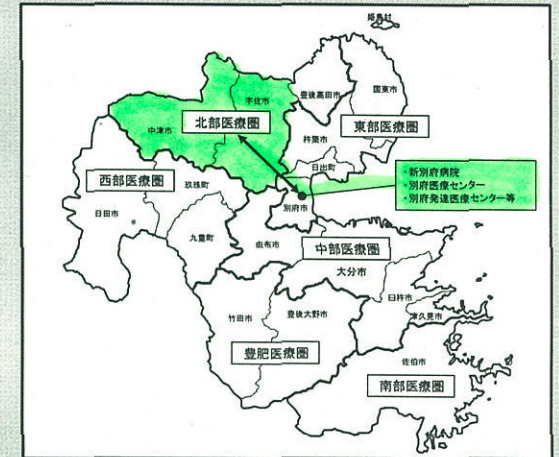 姫島村
国東市
豊後高田市
宇佐市
中津市
北部医療圏
東部医療圏
杵築市
日出町
・新別府病院
・別府医療センター
・別府発達医療センター等
西部医療圏
玖珠町
別府市
日田市
九重町
由布市
中部医療圏
大分市
臼杵市
津久見市
竹田市
豊後大野市
豊肥医療圏
佐伯市
南部医療圏